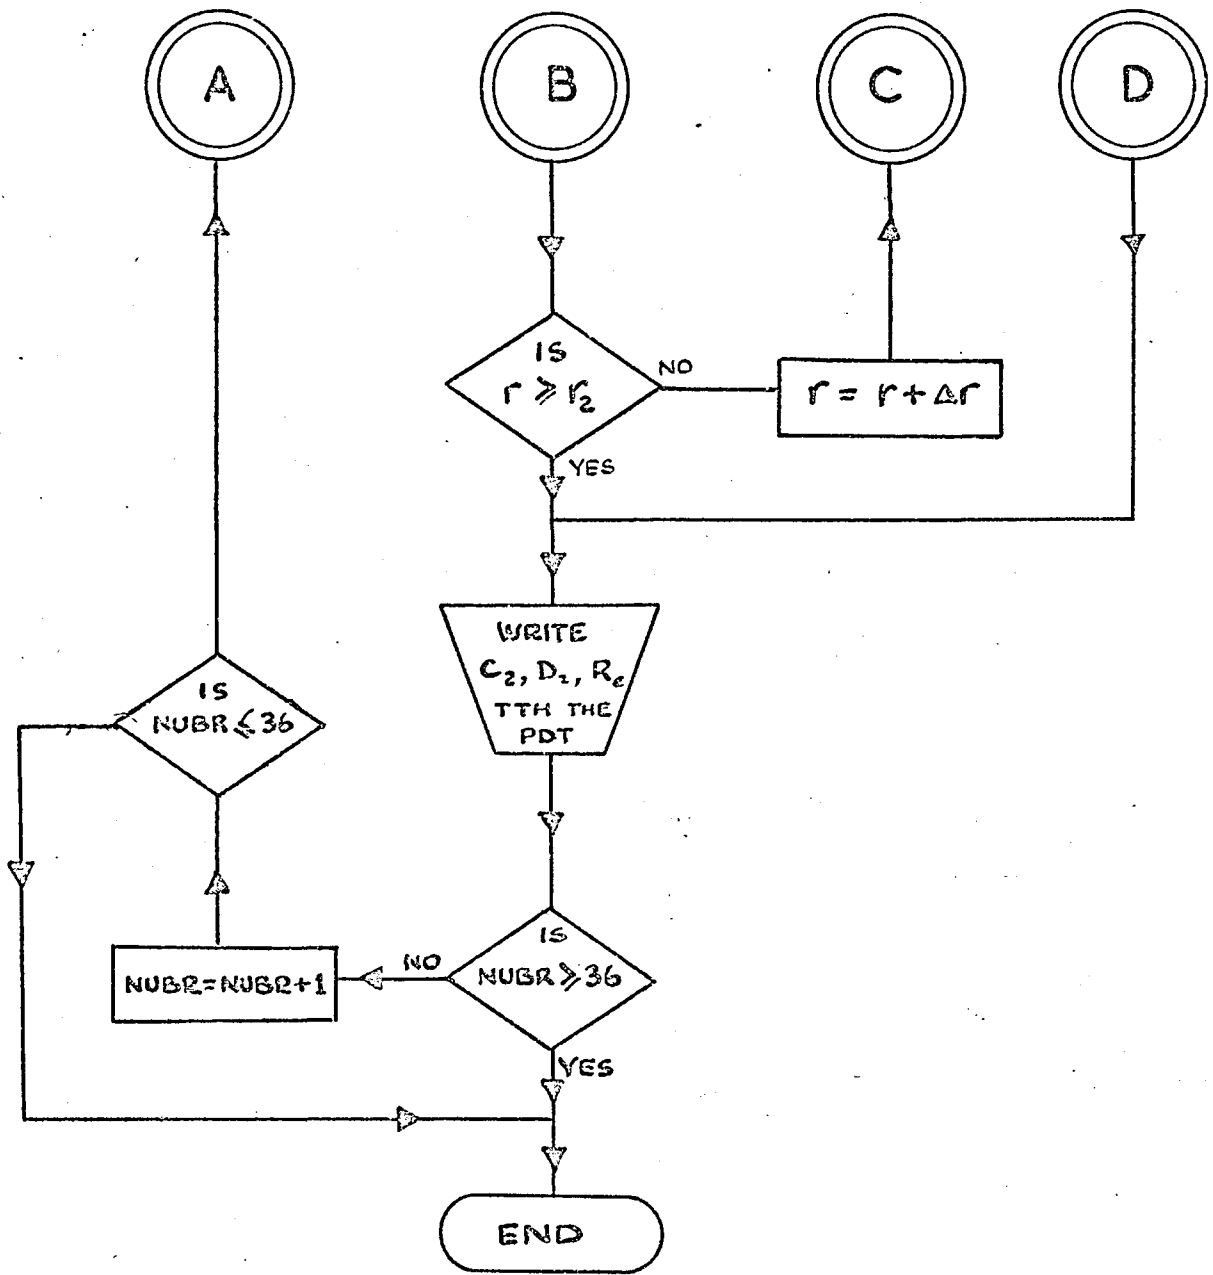 A
B
C
D
IS
r ⩾ r₂
NO
r = r + Δr
YES
WRITE
C₂, D₂, Re
TTH THE
PDT
IS
NUBR ⩽ 36
IS
NUBR ⩾ 36
NO
NUBR=NUBR+1
YES
END